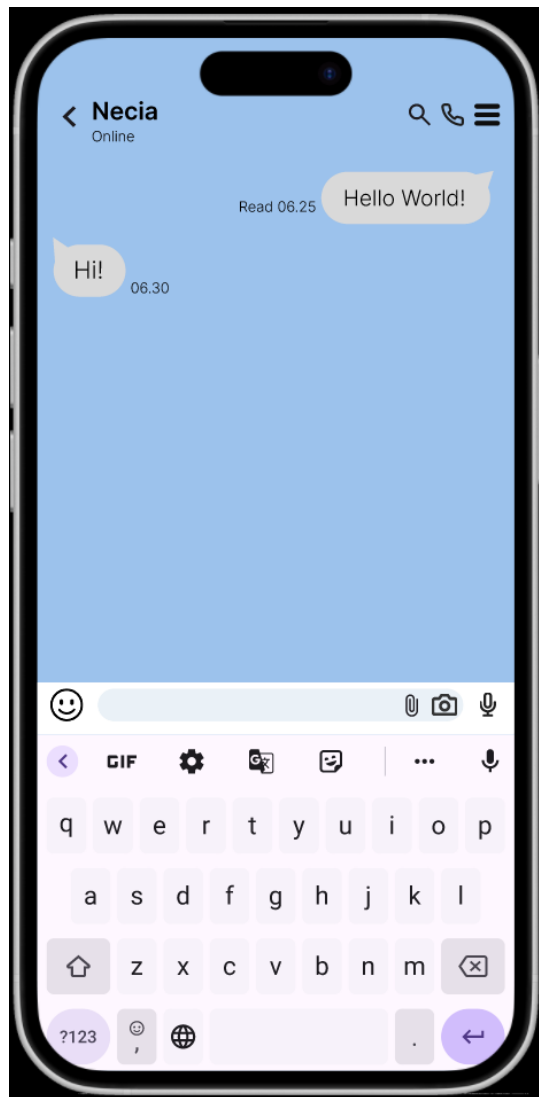 Necia
Online
Hello World!
Read 06.25
Hi!
06.30
GIF
G
q w e r t y u i o p
a s d f g h j k l
z x c v b n m
?123 , .